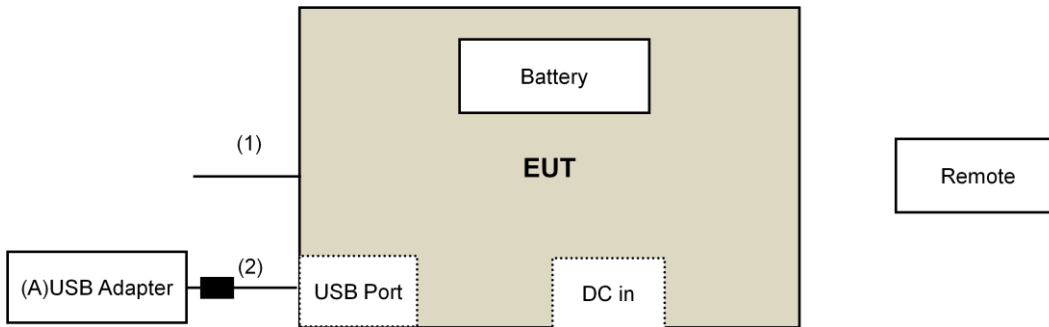 Battery
(1)
EUT
Remote
(2)
(A)USB Adapter
USB Port
DC in